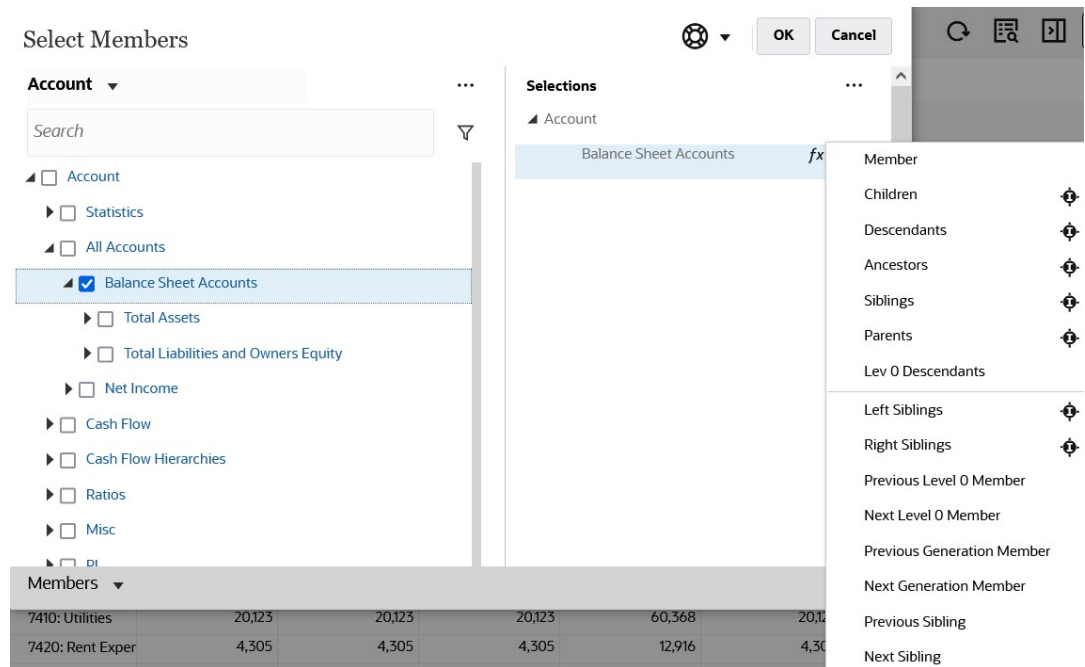 Select Members
OK
Cancel
Account
Search
Account
Statistics
All Accounts
Balance Sheet Accounts
Total Assets
Total Liabilities and Owners Equity
Net Income
Cash Flow
Cash Flow Hierarchies
Ratios
Misc
Members
Selections
Account
Balance Sheet Accounts fx
Member
Children
Descendants
Ancestors
Siblings
Parents
Lev 0 Descendants
Left Siblings
Right Siblings
Previous Level 0 Member
Next Level 0 Member
Previous Generation Member
Next Generation Member
Previous Sibling
Next Sibling
7410: Utilities 20,123 20,123 20,123 60,368
7420: Rent Exper 4,305 4,305 4,305 12,916